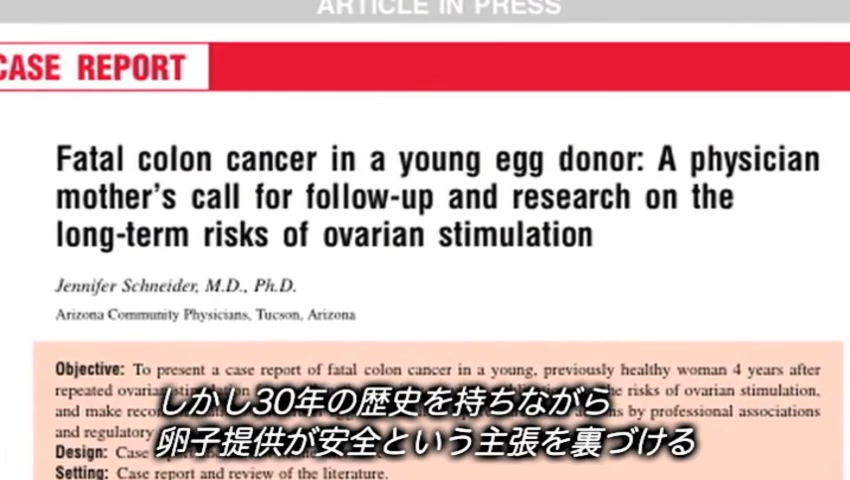 ARTICLE IN PRESS
CASE REPORT
Fatal colon cancer in a young egg donor: A physician
mother's call for follow-up and research on the
long-term risks of ovarian stimulation
Jennifer Schneider, M.D., Ph.D.
Arizona Community Physicians, Tucson, Arizona
Objective: To present a case report of fatal colon cancer in a young, previously healthy woman 4 years after
repeated ovarian stimulation risks of ovarian stimulation,
and make by professional associations
and regulatory
Design: Case
Setting: Case report and review of the literature.
しかし30年の歴史を持ちながら
卵子提供が安全という主張を裏づける